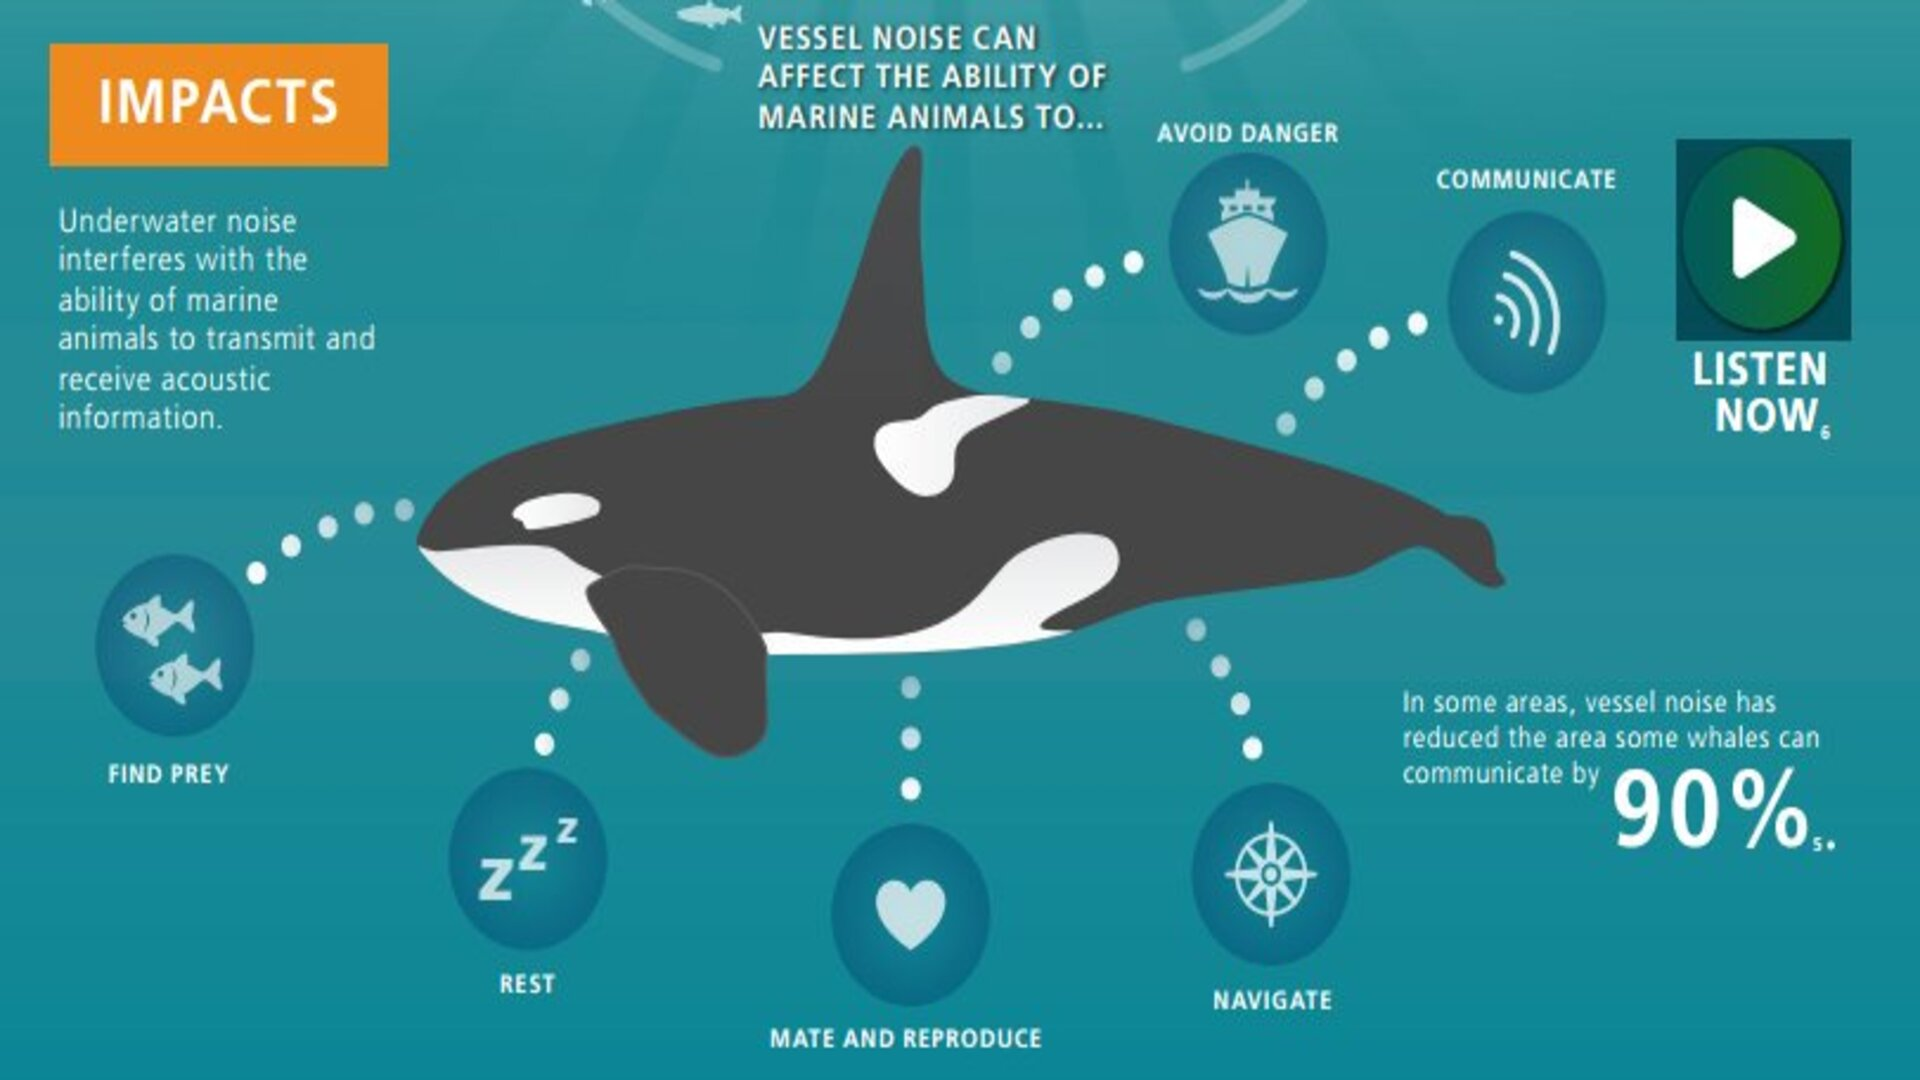 IMPACTS
Underwater noise
interferes with the
ability of marine
animals to transmit and
receive acoustic
information.
VESSEL NOISE CAN
AFFECT THE ABILITY OF
MARINE ANIMALS TO...
AVOID DANGER
COMMUNICATE
LISTEN
NOW6
FIND PREY
z z z
REST
MATE AND REPRODUCE
NAVIGATE
In some areas, vessel noise has
reduced the area some whales can
communicate by 90%5.